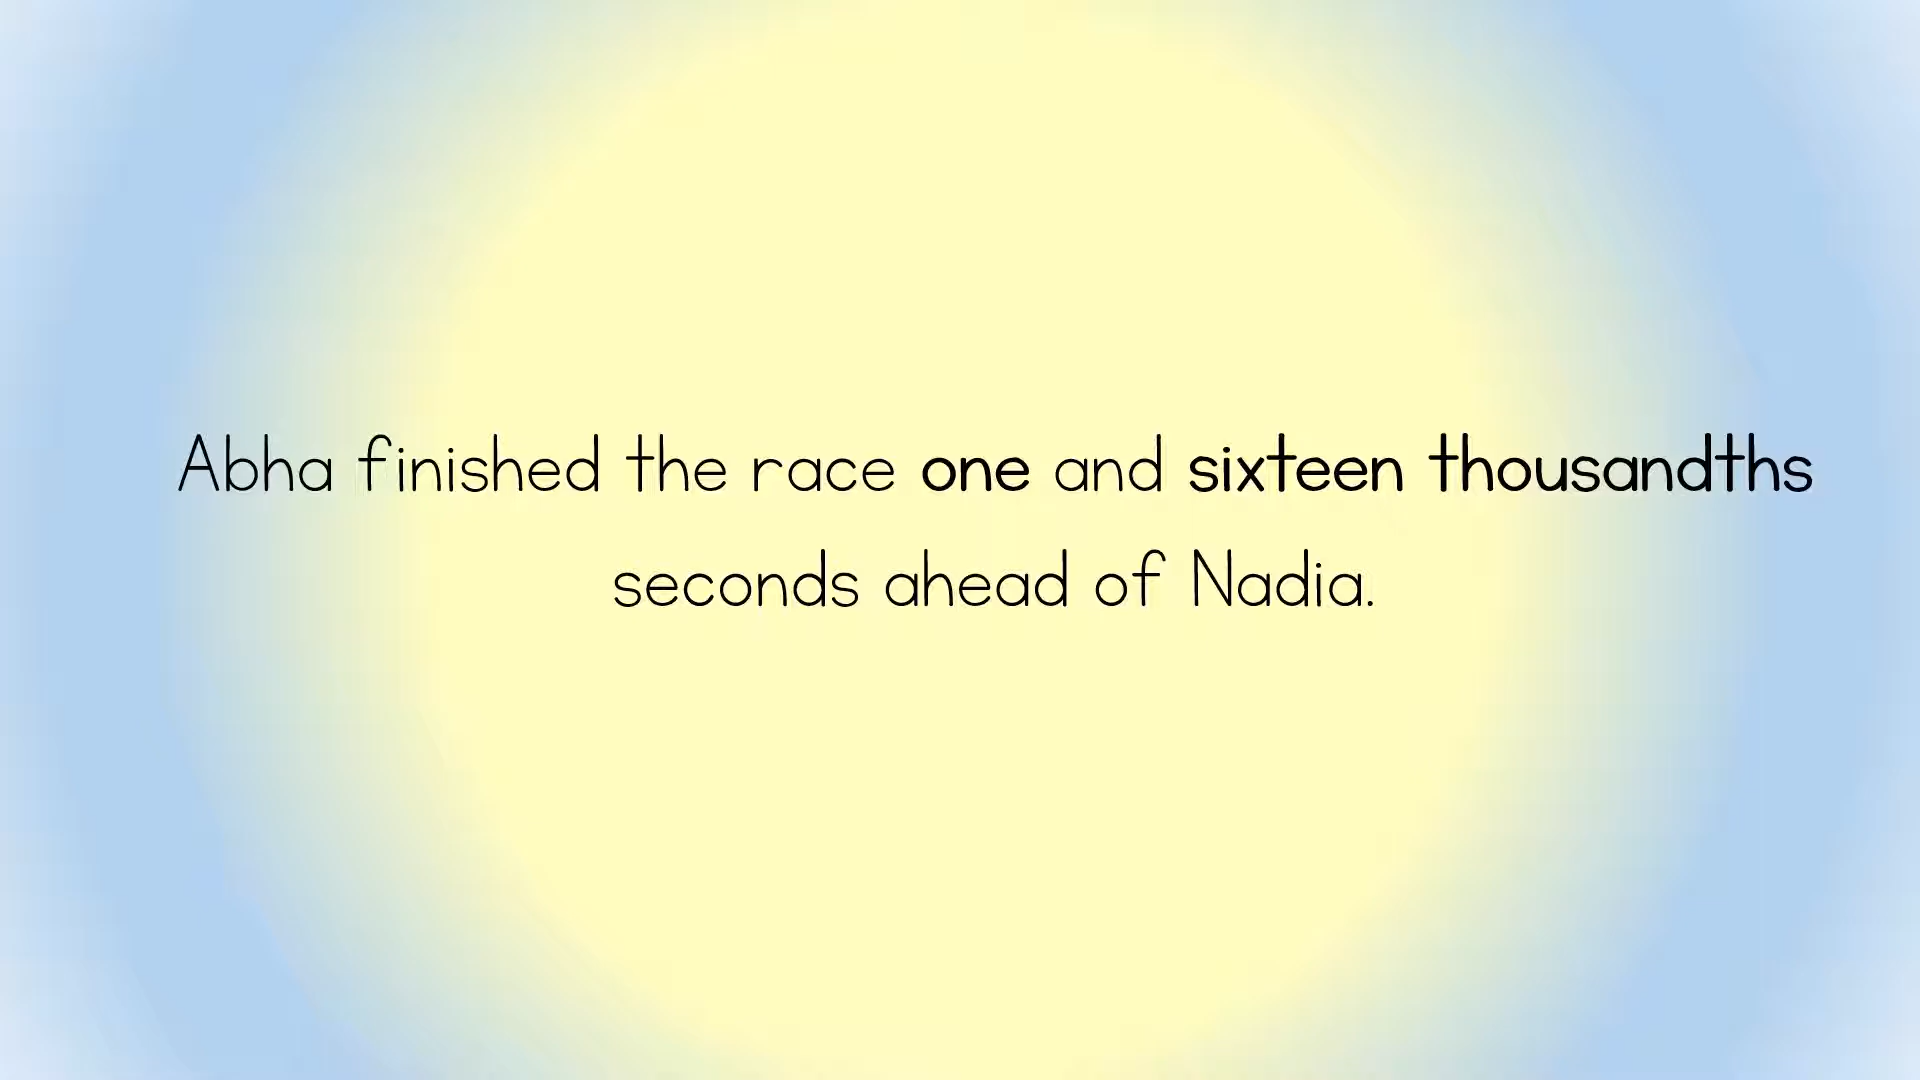 Abha finished the race one and sixteen thousandths
seconds ahead of Nadia.